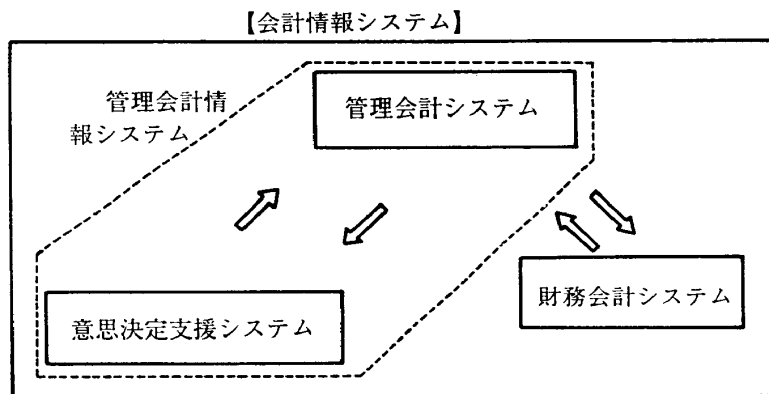 【会計情報システム】
管理会計情
報システム
管理会計システム
意思決定支援システム
財務会計システム